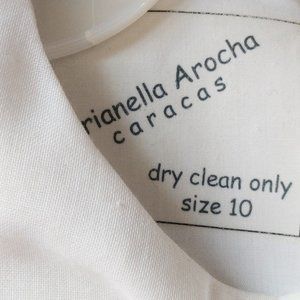 rianella Arocha
caracas
dry clean only
size 10